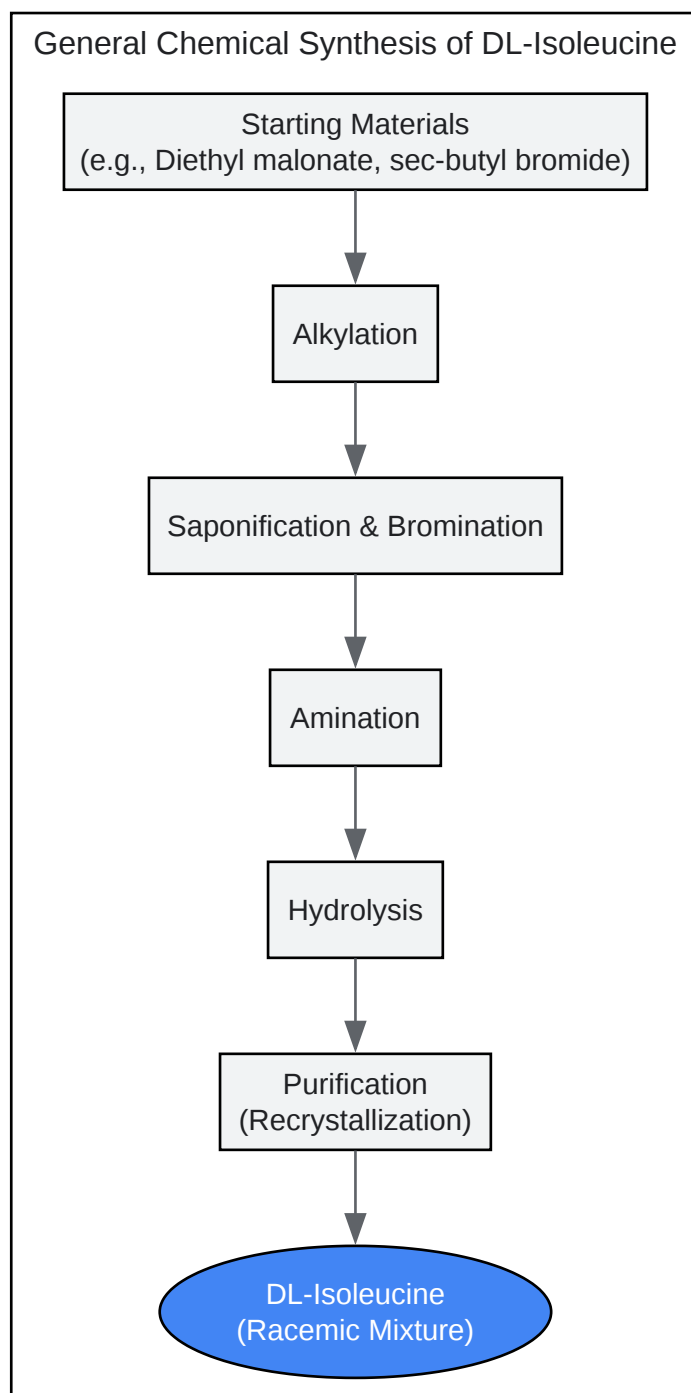 General Chemical Synthesis of DL-Isoleucine
Starting Materials
(e.g., Diethyl malonate, sec-butyl bromide)
Alkylation
Saponification & Bromination
Amination
Hydrolysis
Purification
(Recrystallization)
DL-Isoleucine
(Racemic Mixture)